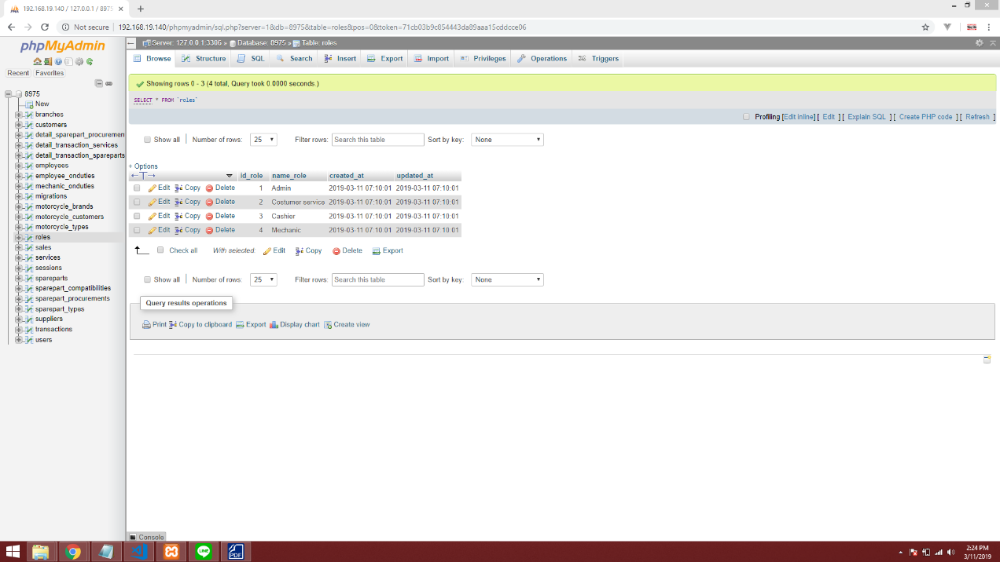 192.168.19.140 / 127.0.0.1 / 8975
Not secure | 192.168.19.140/phpmyadmin/sql.php?server=1&db=8975&table=roles&pos=0&token=71cb03b9c854443da89aaa15cddcce06
phpMyAdmin
Recent Favorites
8975
New
branches
customers
detail_sparepart_procuremen
detail_transaction_services
detail_transaction_spareparts
employees
employee_onduties
mechanic_onduties
migrations
motorcycle_brands
motorcycle_customers
motorcycle_types
roles
sales
services
sessions
spareparts
sparepart_compatibilities
sparepart_procurements
sparepart_types
suppliers
transactions
users
Server: 127.0.0.1:3306 » Database: 8975 » Table: roles
Browse Structure SQL Search Insert Export Import Privileges Operations Triggers
Showing rows 0 - 3 (4 total, Query took 0.0000 seconds.)
SELECT * FROM `roles`
Profiling [Edit inline] [ Edit ] [ Explain SQL ] [ Create PHP code ] [ Refresh ]
Show all | Number of rows: 25 Filter rows: Search this table Sort by key: None
+ Options
id_role name_role created_at updated_at
Edit Copy Delete 1 Admin 2019-03-11 07:10:01 2019-03-11 07:10:01
Edit Copy Delete 2 Costumer service 2019-03-11 07:10:01 2019-03-11 07:10:01
Edit Copy Delete 3 Cashier 2019-03-11 07:10:01 2019-03-11 07:10:01
Edit Copy Delete 4 Mechanic 2019-03-11 07:10:01 2019-03-11 07:10:01
Check all With selected: Edit Copy Delete Export
Show all | Number of rows: 25 Filter rows: Search this table Sort by key: None
Query results operations
Print Copy to clipboard Export Display chart Create view
Console
LINE
PDF
2:24 PM
3/11/2019